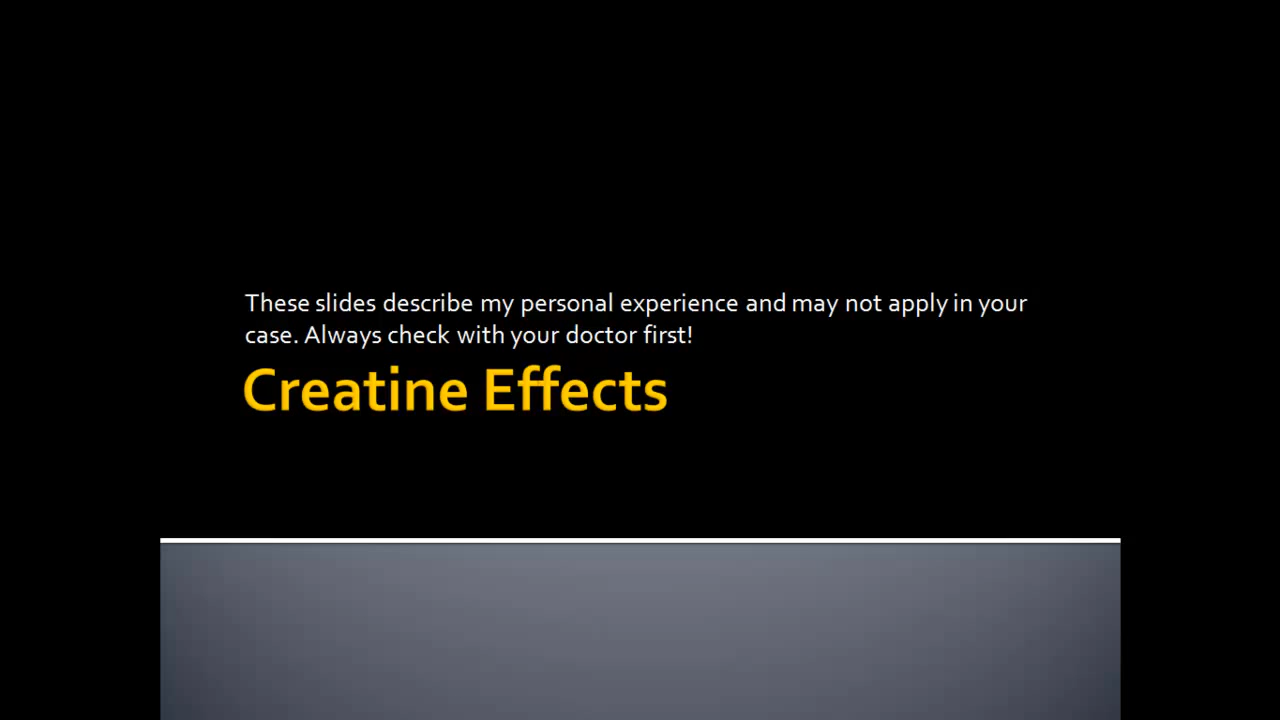 These slides describe my personal experience and may not apply in your
case. Always check with your doctor first!
Creatine Effects